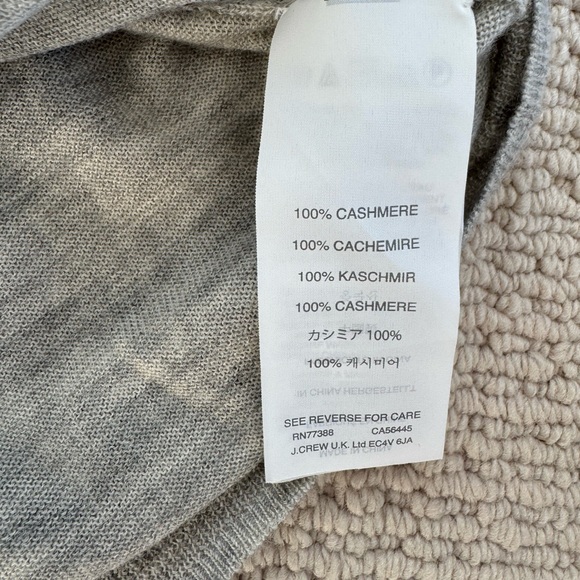 100% CASHMERE
100% CACHEMIRE
100% KASCHMIR
100% CASHMERE
カシミア 100%
100% 캐시미어
SEE REVERSE FOR CARE
RN77388 CA56445
J.CREW U.K. Ltd EC4V 6JA